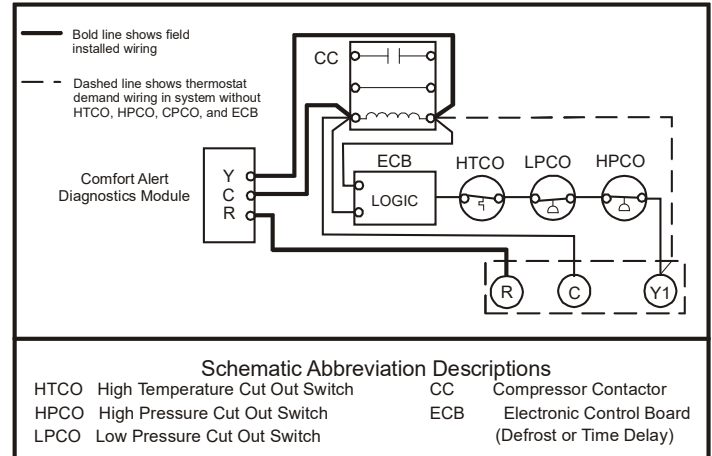 Bold line shows field
installed wiring
Dashed line shows thermostat
demand wiring in system without
HTCO, HPCO, CPCO, and ECB
CC
Comfort Alert
Diagnostics Module
Y
C
R
ECB
LOGIC
HTCO
LPCO
HPCO
R
C
Y1
Schematic Abbreviation Descriptions
HTCO High Temperature Cut Out Switch
HPCO High Pressure Cut Out Switch
LPCO Low Pressure Cut Out Switch
CC Compressor Contactor
ECB Electronic Control Board
(Defrost or Time Delay)